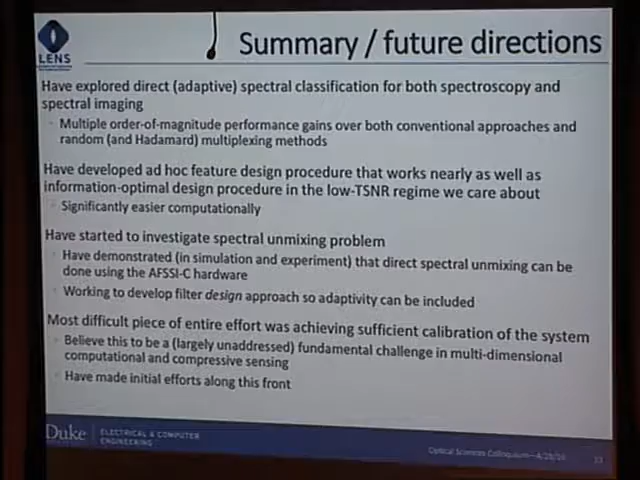 LENS
Summary / future directions
Have explored direct (adaptive) spectral classification for both spectroscopy and
spectral imaging
Multiple order-of-magnitude performance gains over both conventional approaches and
random (and Hadamard) multiplexing methods
Have developed ad hoc feature design procedure that works nearly as well as
information-optimal design procedure in the low-TSNR regime we care about
Significantly easier computationally
Have started to investigate spectral unmixing problem
Have demonstrated (in simulation and experiment) that direct spectral unmixing can be
done using the AFSSI-C hardware
Working to develop filter design approach so adaptivity can be included
Most difficult piece of entire effort was achieving sufficient calibration of the system
Believe this to be a (largely unaddressed) fundamental challenge in multi-dimensional
computational and compressive sensing
Have made initial efforts along this front
Duke
ELECTRICAL & COMPUTER
ENGINEERING
Optical Sciences Colloquium—